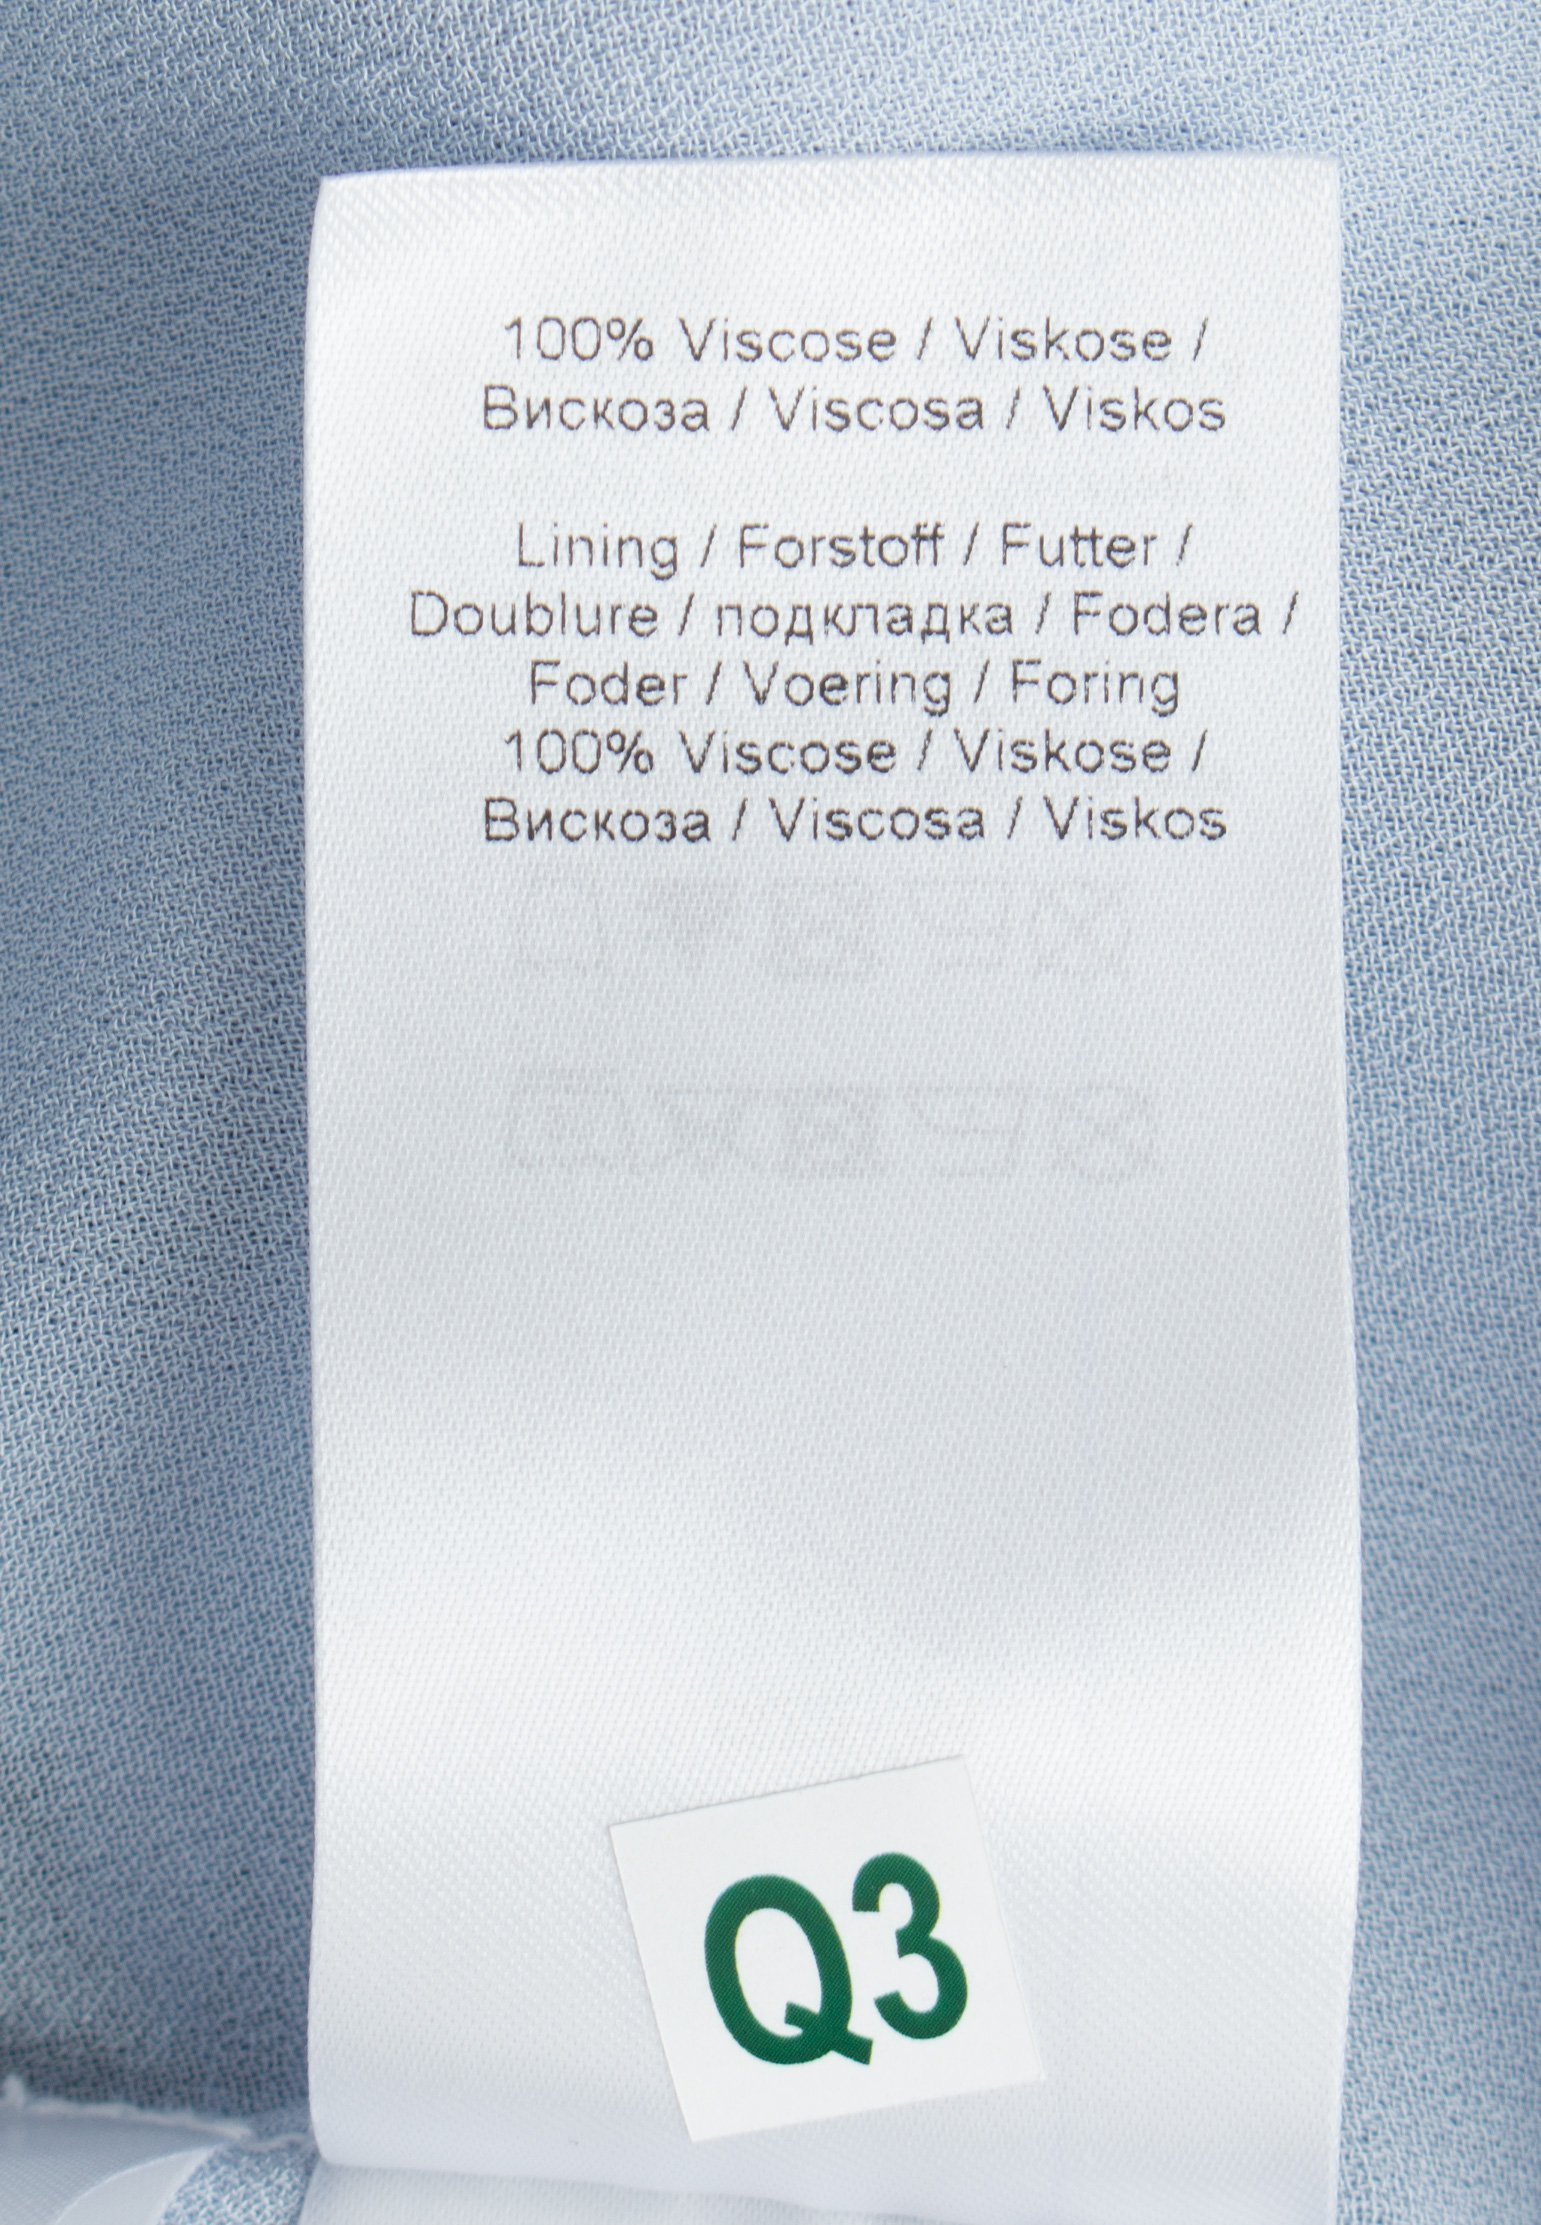 100% Viscose / Viskose /
Вискоза / Viscosa / Viskos
Lining / Forstoff / Futter /
Doublure / подкладка / Fodera /
Foder / Voering / Foring
100% Viscose / Viskose /
Вискоза / Viscosa / Viskos
Q3